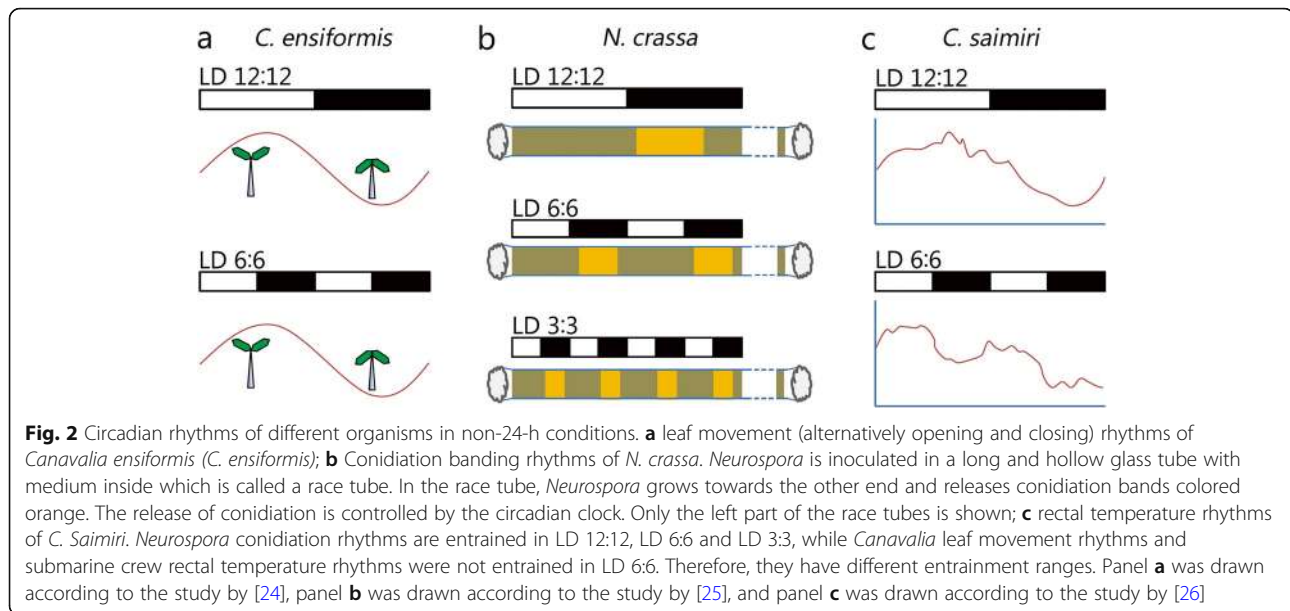 a C. ensiformis b N. crassa c C. saimiri
LD 12:12 LD 12:12 LD 12:12
LD 6:6 LD 6:6 LD 6:6
LD 3:3
Fig. 2 Circadian rhythms of different organisms in non-24-h conditions. a leaf movement (alternatively opening and closing) rhythms of
Canavalia ensiformis (C. ensiformis); b Conidiation banding rhythms of N. crassa. Neurospora is inoculated in a long and hollow glass tube with
medium inside which is called a race tube. In the race tube, Neurospora grows towards the other end and releases conidiation bands colored
orange. The release of conidiation is controlled by the circadian clock. Only the left part of the race tubes is shown; c rectal temperature rhythms
of C. Saimiri. Neurospora conidiation rhythms are entrained in LD 12:12, LD 6:6 and LD 3:3, while Canavalia leaf movement rhythms and
submarine crew rectal temperature rhythms were not entrained in LD 6:6. Therefore, they have different entrainment ranges. Panel a was drawn
according to the study by [24], panel b was drawn according to the study by [25], and panel c was drawn according to the study by [26]